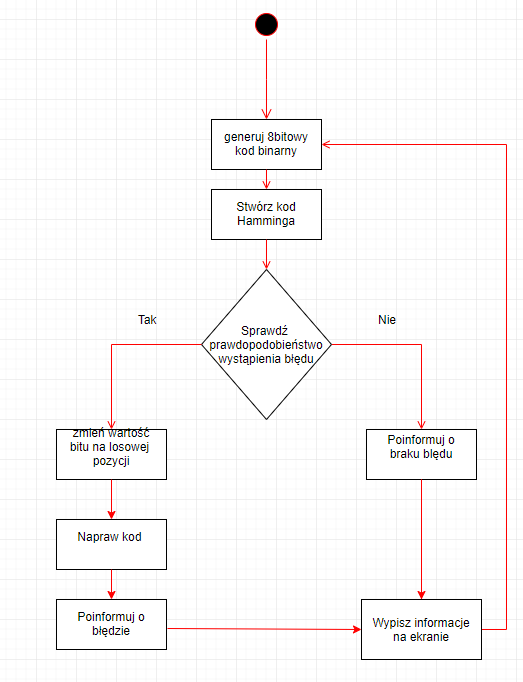 generuj 8bitowy
kod binarny
Stwórz kod
Hamminga
Tak
Nie
Sprawdź
prawdopodobieństwo
wystąpienia błędu
zmień wartość
bitu na losowej
pozycji
Poinformuj o
braku blędu
Napraw kod
Poinformuj o
błędzie
Wypisz informacje
na ekranie